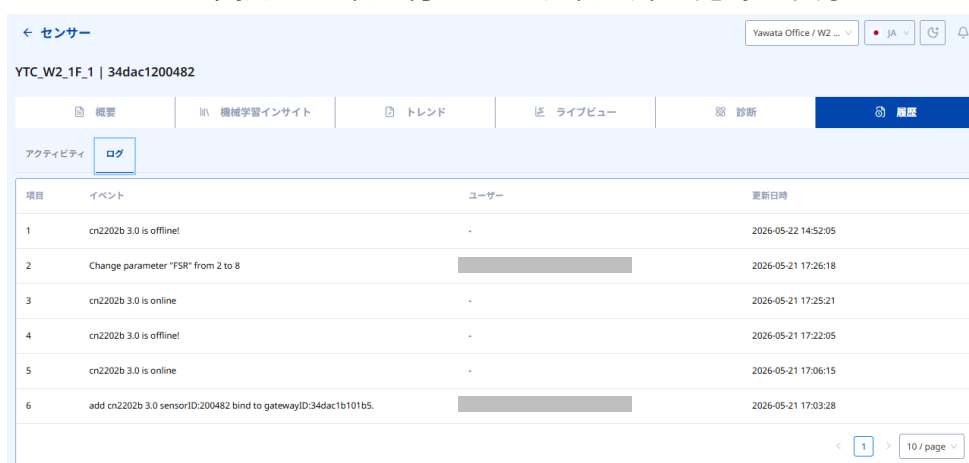 ← センサー
Yawata Office / W2 ...
JA
YTC_W2_1F_1 | 34dac1200482
概要
機械学習インサイト
トレンド
ライブビュー
診断
履歴
アクティビティ
ログ
項目 イベント ユーザー 更新日時
1 cn2202b 3.0 is offline! - 2026-05-22 14:52:05
2 Change parameter "FSR" from 2 to 8 2026-05-21 17:26:18
3 cn2202b 3.0 is online - 2026-05-21 17:25:21
4 cn2202b 3.0 is offline! - 2026-05-21 17:22:05
5 cn2202b 3.0 is online - 2026-05-21 17:06:15
6 add cn2202b 3.0 sensorID:200482 bind to gatewayID:34dac1b101b5. 2026-05-21 17:03:28
< 1 > 10 / page